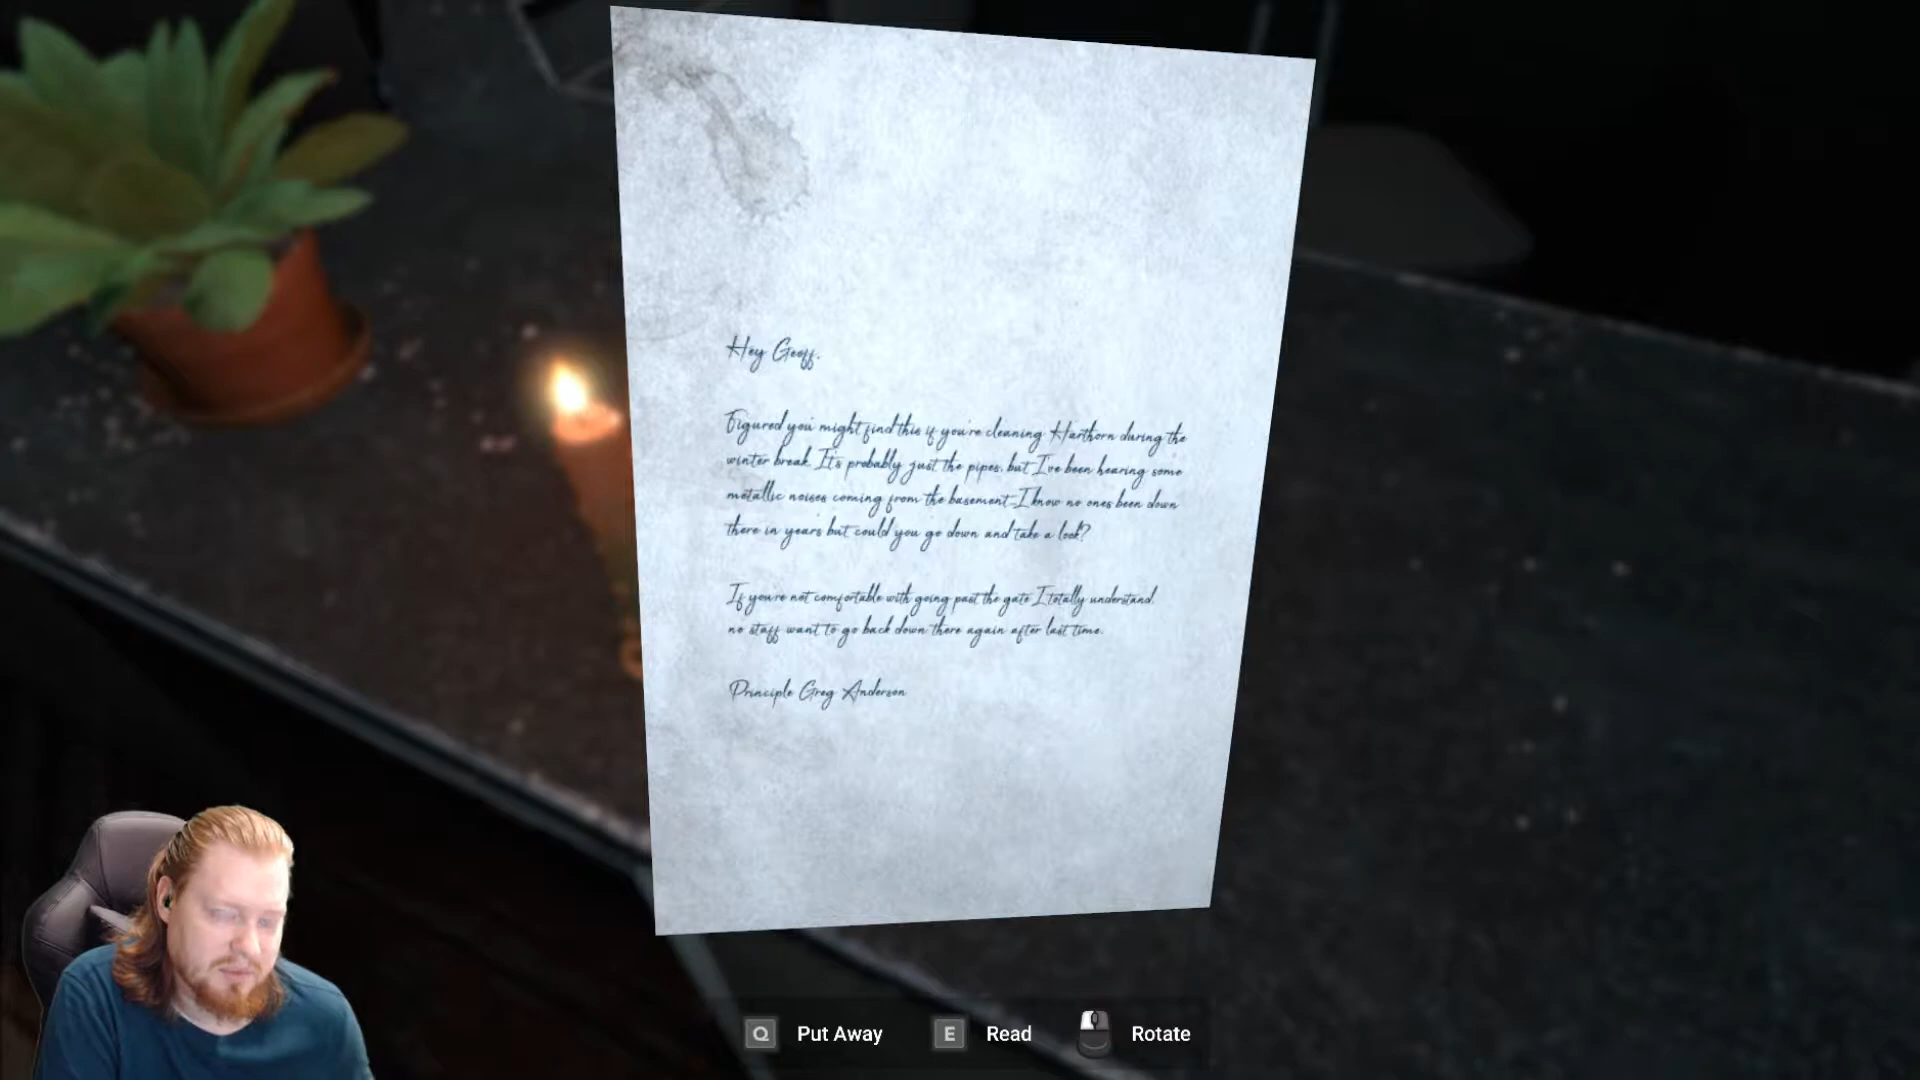 Hey Geoff,
Figured you might find this if you're cleaning Harthorn during the
winter break. It's probably just the pipes, but I've been hearing some
metallic noises coming from the basement. I know no ones been down
there in years but could you go down and take a look?
If you're not comfortable with going past the gate I totally understand,
no staff want to go back down there again after last time.
Principle Greg Anderson
Q Put Away E Read Rotate